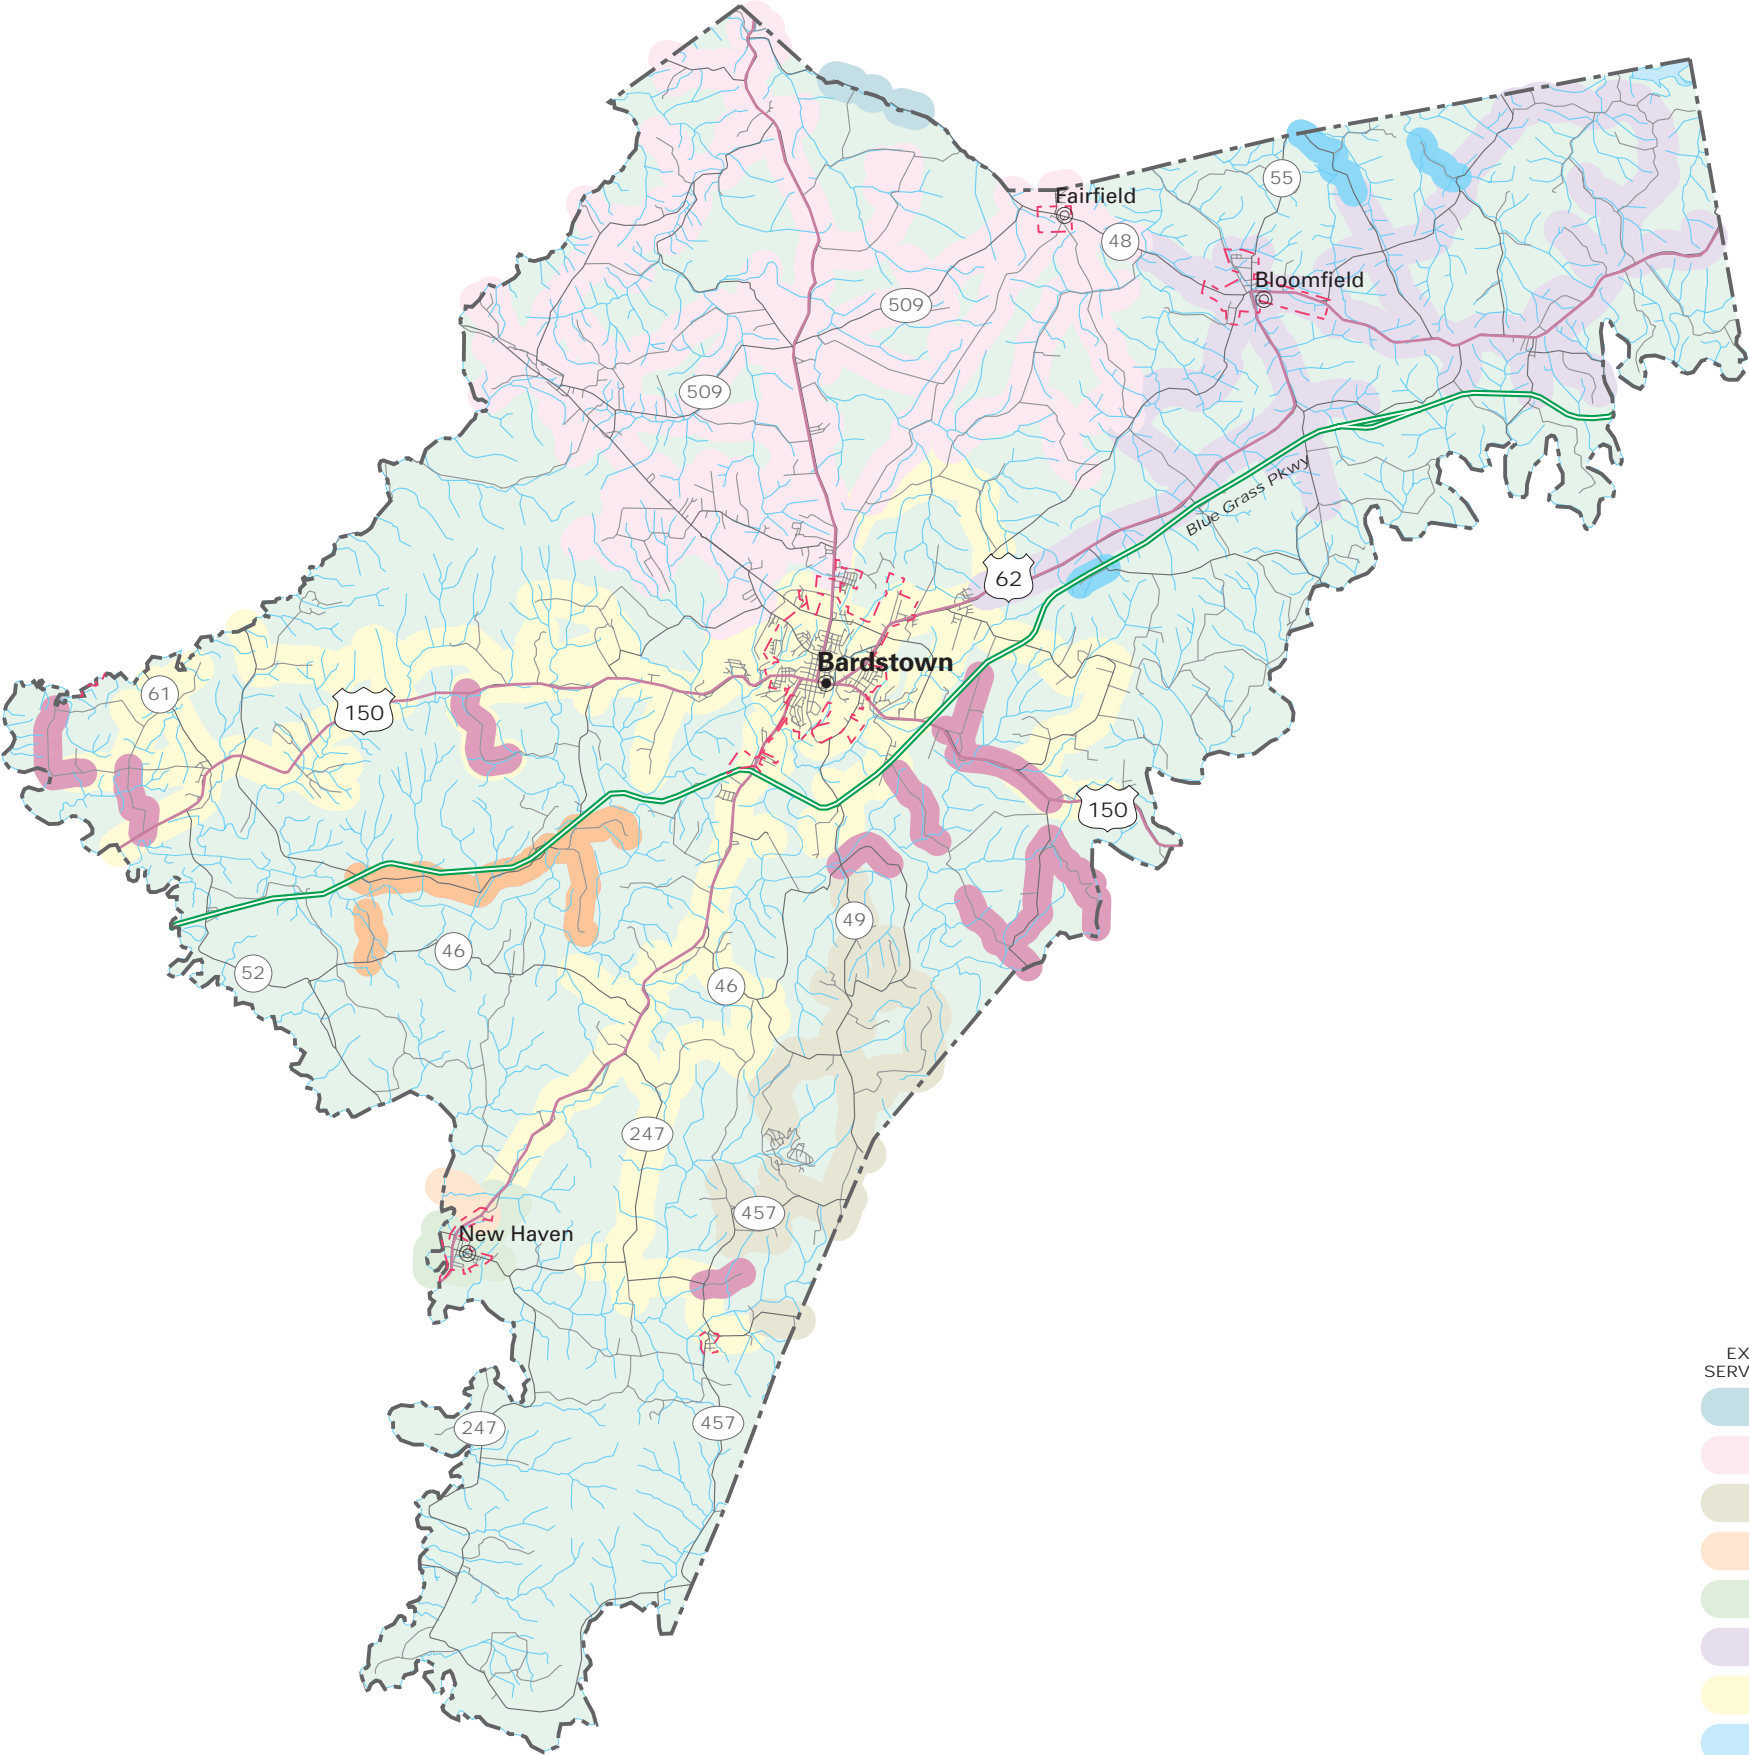 Fairfield
55
48
Bloomfield
509
509
Blue Grass Pkwy
62
Bardstown
61
150
150
49
46
52
46
247
457
New Haven
247
457
EX
SERV